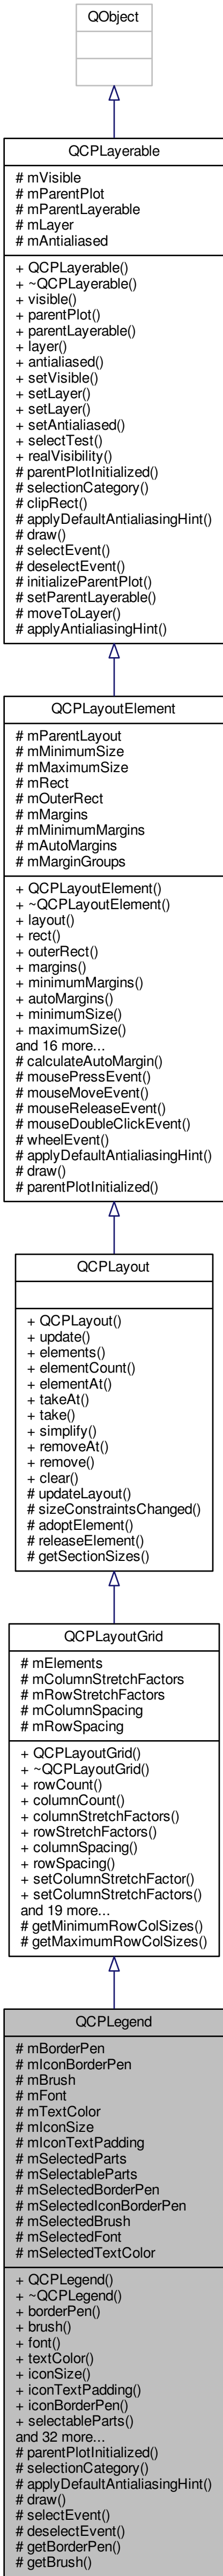 QObject
QCPLayerable
# mVisible
# mParentPlot
# mParentLayerable
# mLayer
# mAntialiased
+ QCPLayerable()
+ ~QCPLayerable()
+ visible()
+ parentPlot()
+ parentLayerable()
+ layer()
+ antialiased()
+ setVisible()
+ setLayer()
+ setLayer()
+ setAntialiased()
+ selectTest()
+ realVisibility()
# parentPlotInitialized()
# selectionCategory()
# clipRect()
# applyDefaultAntialiasingHint()
# draw()
# selectEvent()
# deselectEvent()
# initializeParentPlot()
# setParentLayerable()
# moveToLayer()
# applyAntialiasingHint()
QCPLayoutElement
# mParentLayout
# mMinimumSize
# mMaximumSize
# mRect
# mOuterRect
# mMargins
# mMinimumMargins
# mAutoMargins
# mMarginGroups
+ QCPLayoutElement()
+ ~QCPLayoutElement()
+ layout()
+ rect()
+ outerRect()
+ margins()
+ minimumMargins()
+ autoMargins()
+ minimumSize()
+ maximumSize()
and 16 more...
# calculateAutoMargin()
# mousePressEvent()
# mouseMoveEvent()
# mouseReleaseEvent()
# mouseDoubleClickEvent()
# wheelEvent()
# applyDefaultAntialiasingHint()
# draw()
# parentPlotInitialized()
QCPLayout
+ QCPLayout()
+ update()
+ elements()
+ elementCount()
+ elementAt()
+ takeAt()
+ take()
+ simplify()
+ removeAt()
+ remove()
+ clear()
# updateLayout()
# sizeConstraintsChanged()
# adoptElement()
# releaseElement()
# getSectionSizes()
QCPLayoutGrid
# mElements
# mColumnStretchFactors
# mRowStretchFactors
# mColumnSpacing
# mRowSpacing
+ QCPLayoutGrid()
+ ~QCPLayoutGrid()
+ rowCount()
+ columnCount()
+ columnStretchFactors()
+ rowStretchFactors()
+ columnSpacing()
+ rowSpacing()
+ setColumnStretchFactor()
+ setColumnStretchFactors()
and 19 more...
# getMinimumRowColSizes()
# getMaximumRowColSizes()
QCPLegend
# mBorderPen
# mIconBorderPen
# mBrush
# mFont
# mTextColor
# mIconSize
# mIconTextPadding
# mSelectedParts
# mSelectableParts
# mSelectedBorderPen
# mSelectedIconBorderPen
# mSelectedBrush
# mSelectedFont
# mSelectedTextColor
+ QCPLegend()
+ ~QCPLegend()
+ borderPen()
+ brush()
+ font()
+ textColor()
+ iconSize()
+ iconTextPadding()
+ iconBorderPen()
+ selectableParts()
and 32 more...
# parentPlotInitialized()
# selectionCategory()
# applyDefaultAntialiasingHint()
# draw()
# selectEvent()
# deselectEvent()
# getBorderPen()
# getBrush()